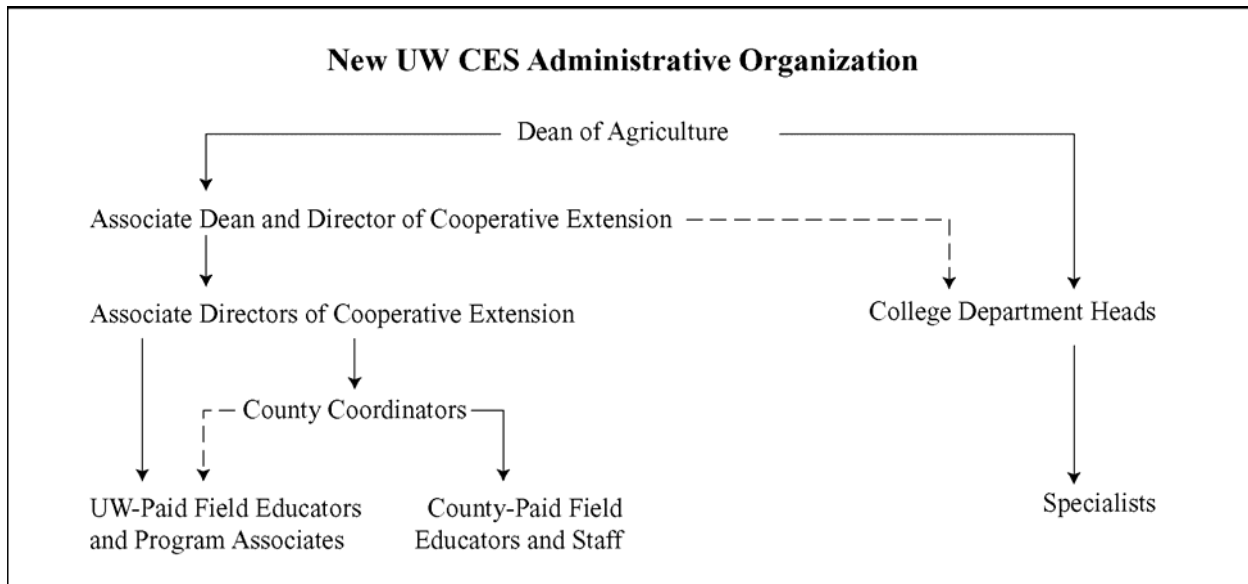 New UW CES Administrative Organization
Dean of Agriculture
Associate Dean and Director of Cooperative Extension
Associate Directors of Cooperative Extension
College Department Heads
County Coordinators
UW-Paid Field Educators
and Program Associates
County-Paid Field
Educators and Staff
Specialists